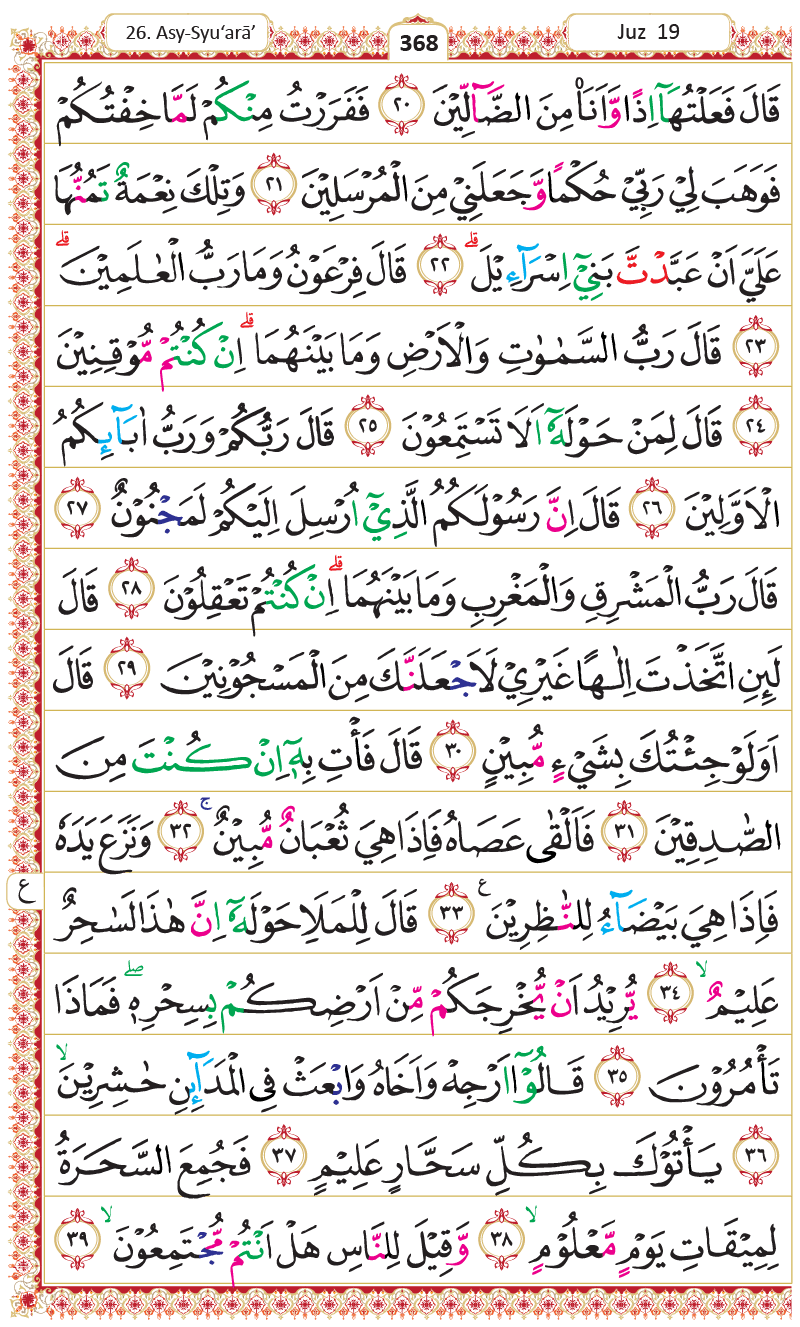 26. Asy-Syu‘arā’
368
Juz 19
قَالَ فَعَلْتُهَآ اِذًا وَّاَنَا۠ مِنَ الضَّاۤلِّيْنَ ٢٠ فَفَرَرْتُ مِنْكُمْ لَمَّا خِفْتُكُمْ
فَوَهَبَ لِيْ رَبِّيْ حُكْمًا وَّجَعَلَنِيْ مِنَ الْمُرْسَلِيْنَ ٢١ وَتِلْكَ نِعْمَةٌ تَمُنُّهَا
عَلَيَّ اَنْ عَبَّدْتَّ بَنِيْٓ اِسْرَاۤءِيْلَ ۗ ٢٢ قَالَ فِرْعَوْنُ وَمَا رَبُّ الْعٰلَمِيْنَ ۗ
٢٣ قَالَ رَبُّ السَّمٰوٰتِ وَالْاَرْضِ وَمَا بَيْنَهُمَا ۗ اِنْ كُنْتُمْ مُّوْقِنِيْنَ
٢٤ قَالَ لِمَنْ حَوْلَهٗٓ اَلَا تَسْتَمِعُوْنَ ٢٥ قَالَ رَبُّكُمْ وَرَبُّ اٰبَاۤىِٕكُمُ
الْاَوَّلِيْنَ ٢٦ قَالَ اِنَّ رَسُوْلَكُمُ الَّذِيْٓ اُرْسِلَ اِلَيْكُمْ لَمَجْنُوْنٌ ٢٧
قَالَ رَبُّ الْمَشْرِقِ وَالْمَغْرِبِ وَمَا بَيْنَهُمَا ۗ اِنْ كُنْتُمْ تَعْقِلُوْنَ ٢٨ قَالَ
لَىِٕنِ اتَّخَذْتَ اِلٰهًا غَيْرِيْ لَاَجْعَلَنَّكَ مِنَ الْمَسْجُوْنِيْنَ ٢٩ قَالَ
اَوَلَوْ جِئْتُكَ بِشَيْءٍ مُّبِيْنٍ ٣٠ قَالَ فَأْتِ بِهٖٓ اِنْ كُنْتَ مِنَ
الصّٰدِقِيْنَ ٣١ فَاَلْقٰى عَصَاهُ فَاِذَا هِيَ ثُعْبَانٌ مُّبِيْنٌ ۚ ٣٢ وَنَزَعَ يَدَهٗ
فَاِذَا هِيَ بَيْضَاۤءُ لِلنّٰظِرِيْنَ ࣖ ٣٣ قَالَ لِلْمَلَاِ حَوْلَهٗٓ اِنَّ هٰذَا لَسٰحِرٌ
ع
عَلِيْمٌ ۙ ٣٤ يُّرِيْدُ اَنْ يُّخْرِجَكُمْ مِّنْ اَرْضِكُمْ بِسِحْرِهٖ ۖ فَمَاذَا
تَأْمُرُوْنَ ٣٥ قَالُوْٓا اَرْجِهْ وَاَخَاهُ وَابْعَثْ فِى الْمَدَاۤىِٕنِ حٰشِرِيْنَ ۙ
٣٦ يَأْتُوْكَ بِكُلِّ سَحَّارٍ عَلِيْمٍ ٣٧ فَجُمِعَ السَّحَرَةُ
لِمِيْقَاتِ يَوْمٍ مَّعْلُوْمٍ ۙ ٣٨ وَّقِيْلَ لِلنَّاسِ هَلْ اَنْتُمْ مُّجْتَمِعُوْنَ ۙ ٣٩